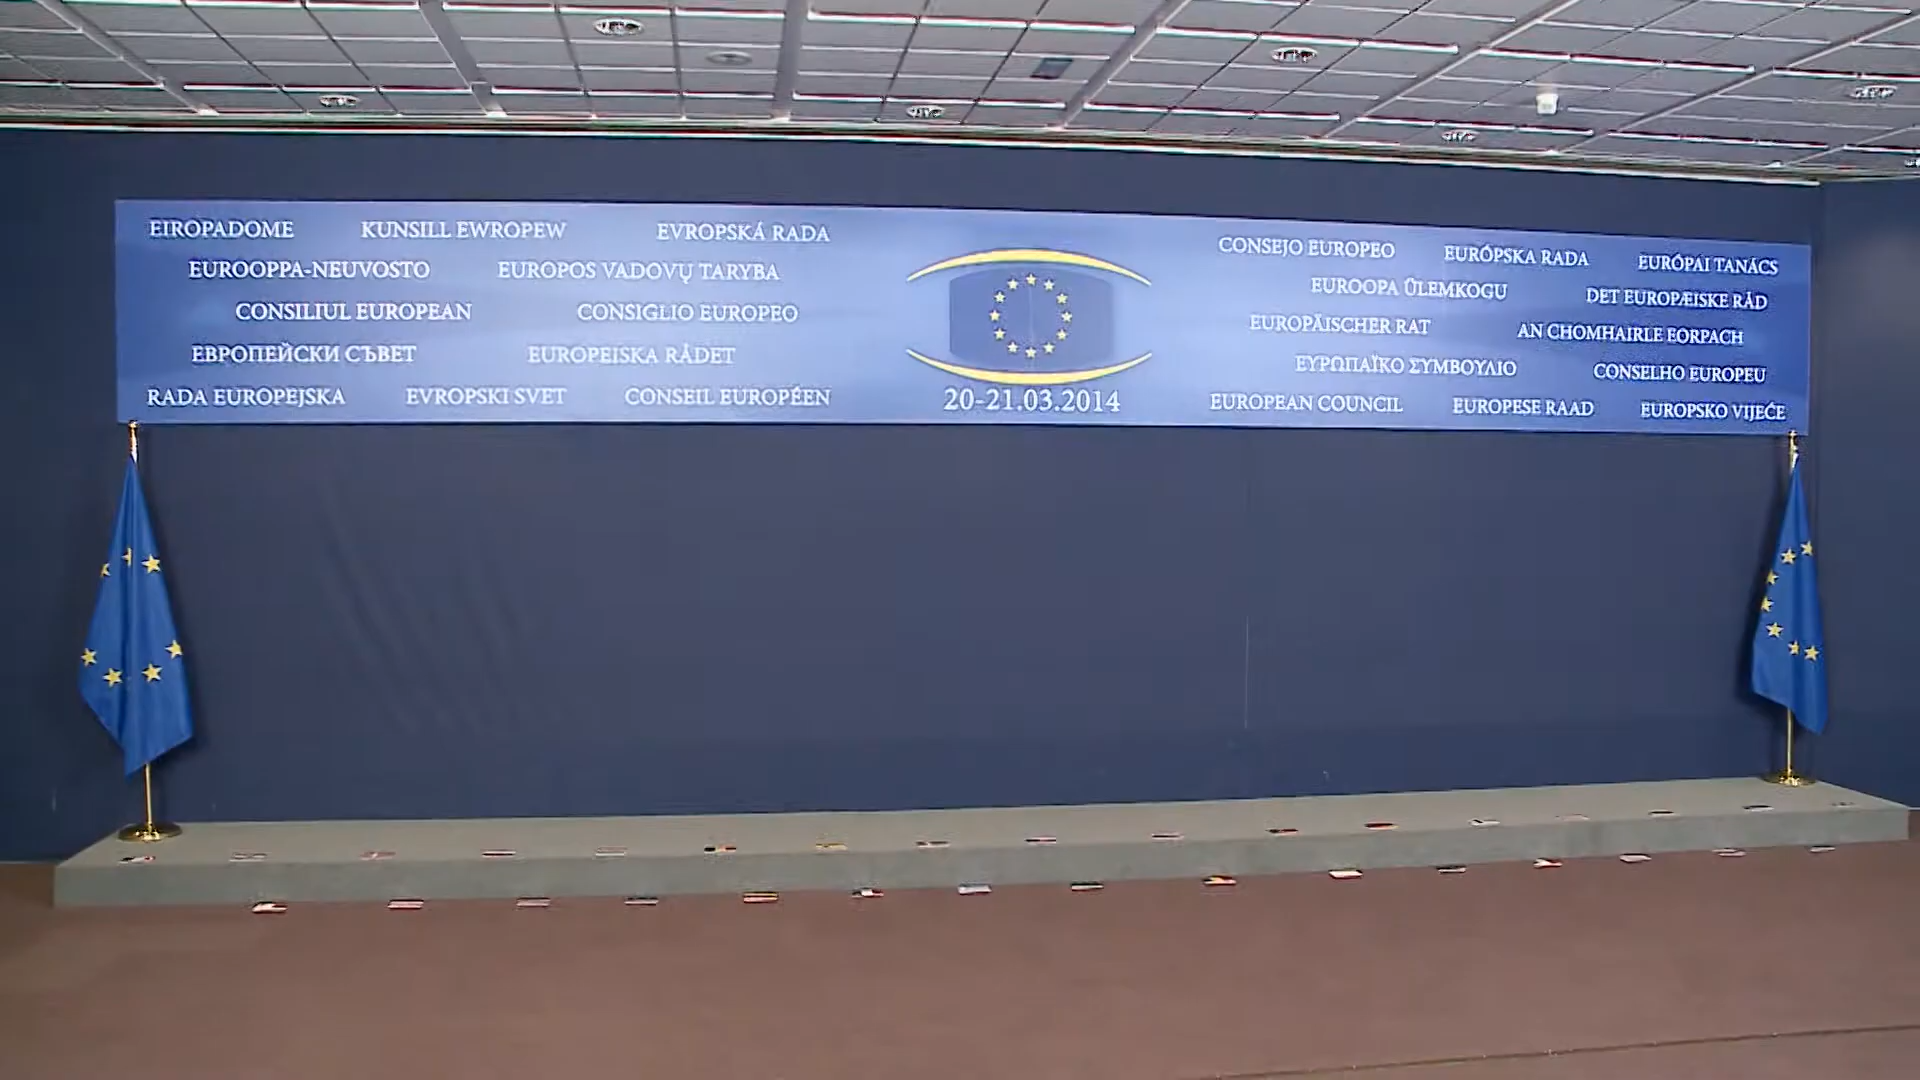 EIROPADOME KUNSILL EWROPEW EVROPSKÁ RADA
EUROOPPA-NEUVOSTO EUROPOS VADOVŲ TARYBA
CONSILIUL EUROPEAN CONSIGLIO EUROPEO
ЕВРОПЕЙСКИ СЪВЕТ EUROPEISKA RÅDET
RADA EUROPEJSKA EVROPSKI SVET CONSEIL EUROPÉEN
20-21.03.2014
CONSEJO EUROPEO EURÓPSKA RADA EURÓPAI TANÁCS
EUROOPA ÜLEMKOGU DET EUROPÆISKE RÅD
EUROPÄISCHER RAT AN CHOMHAIRLE EORPACH
ΕΥΡΩΠΑΪΚΟ ΣΥΜΒΟΥΛΙΟ CONSELHO EUROPEU
EUROPEAN COUNCIL EUROPESE RAAD EUROPSKO VIJEĆE